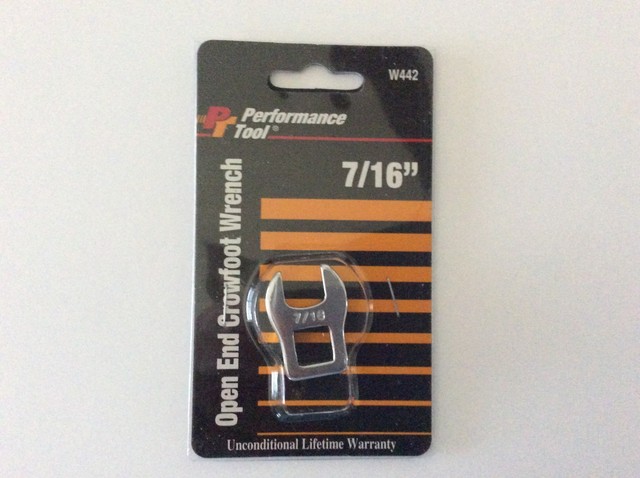 W442
PT Performance
Tool®
7/16”
Open End Crowfoot Wrench
7/16
Unconditional Lifetime Warranty